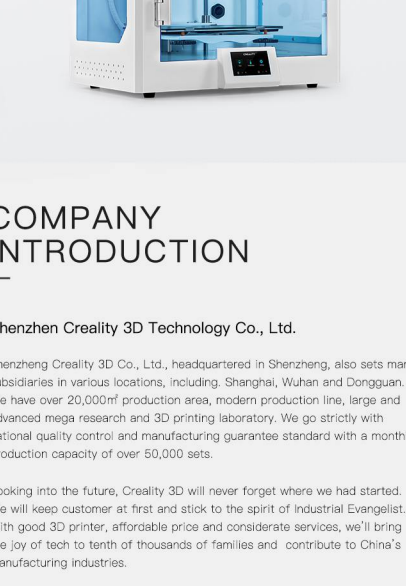 COMPANY
INTRODUCTION
henzhen Creality 3D Technology Co., Ltd.
henzheng Creality 3D Co., Ltd., headquartered in Shenzheng, also sets mar
ubsidiaries in various locations, including. Shanghai, Wuhan and Dongguan.
e have over 20,000㎡ production area, modern production line, large and
dvanced mega research and 3D printing laboratory. We go strictly with
ational quality control and manufacturing guarantee standard with a month
roduction capacity of over 50,000 sets.
ooking into the future, Creality 3D will never forget where we had started.
e will keep customer at first and stick to the spirit of Industrial Evangelist.
ith good 3D printer, affordable price and considerate services, we'll bring
e joy of tech to tenth of thousands of families and contribute to China's
anufacturing industries.